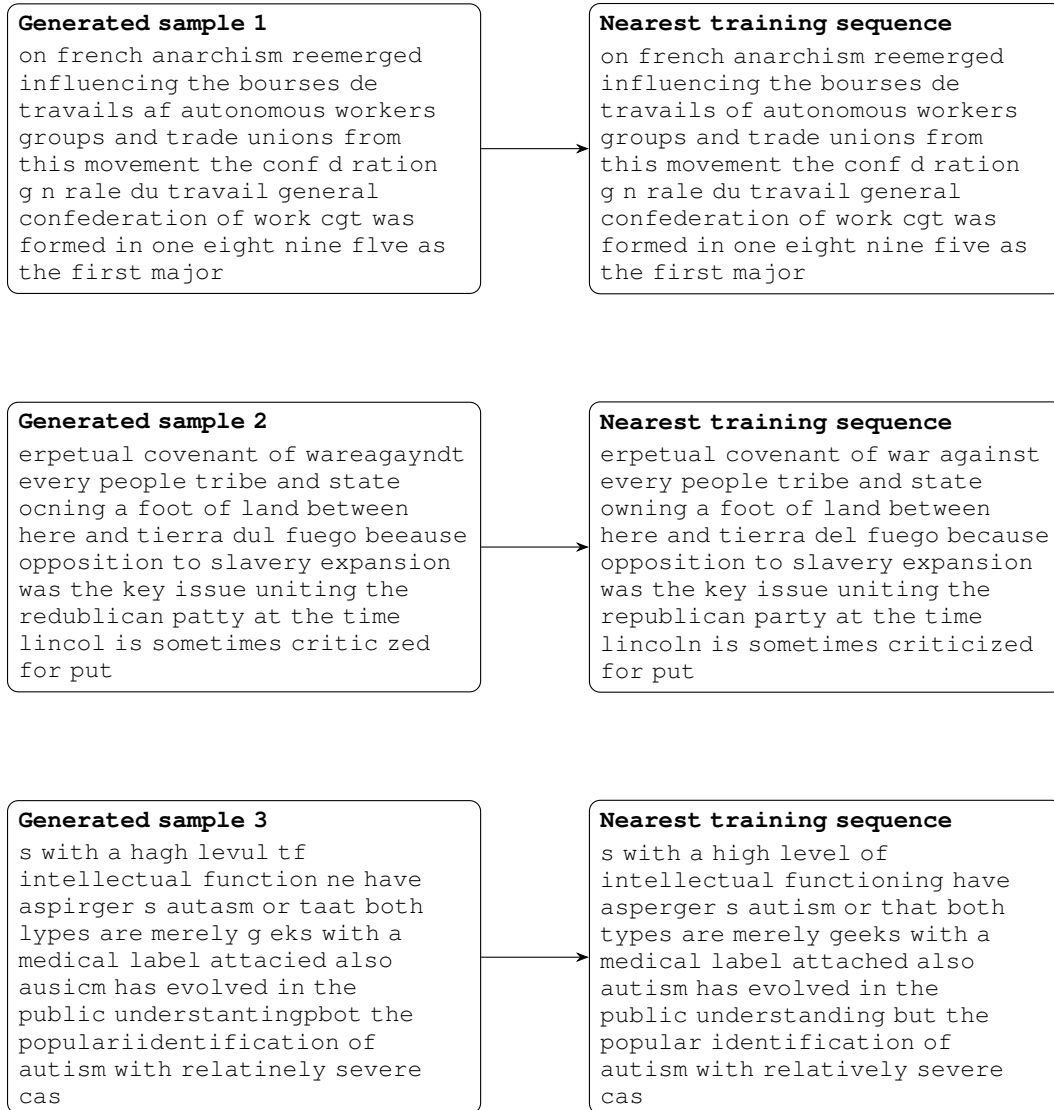 Generated sample 1
on french anarchism reemerged
influencing the bourses de
travails af autonomous workers
groups and trade unions from
this movement the conf d ration
g n rale du travail general
confederation of work cgt was
formed in one eight nine flve as
the first major
Nearest training sequence
on french anarchism reemerged
influencing the bourses de
travails of autonomous workers
groups and trade unions from
this movement the conf d ration
g n rale du travail general
confederation of work cgt was
formed in one eight nine five as
the first major
Generated sample 2
erpetual covenant of wareagayndt
every people tribe and state
ocning a foot of land between
here and tierra dul fuego beeause
opposition to slavery expansion
was the key issue uniting the
redublican patty at the time
lincol is sometimes critic zed
for put
Nearest training sequence
erpetual covenant of war against
every people tribe and state
owning a foot of land between
here and tierra del fuego because
opposition to slavery expansion
was the key issue uniting the
republican party at the time
lincoln is sometimes criticized
for put
Generated sample 3
s with a hagh levul tf
intellectual function ne have
aspirger s autasm or taat both
lypes are merely g eks with a
medical label attacied also
ausicm has evolved in the
public understantingpbot the
populariidentification of
autism with relatinely severe
cas
Nearest training sequence
s with a high level of
intellectual functioning have
asperger s autism or that both
types are merely geeks with a
medical label attached also
autism has evolved in the
public understanding but the
popular identification of
autism with relatively severe
cas